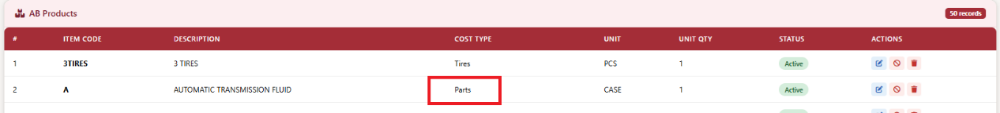 AB Products
50 records
# ITEM CODE DESCRIPTION COST TYPE UNIT UNIT QTY STATUS ACTIONS
1 3TIRES 3 TIRES Tires PCS 1 Active
2 A AUTOMATIC TRANSMISSION FLUID Parts CASE 1 Active